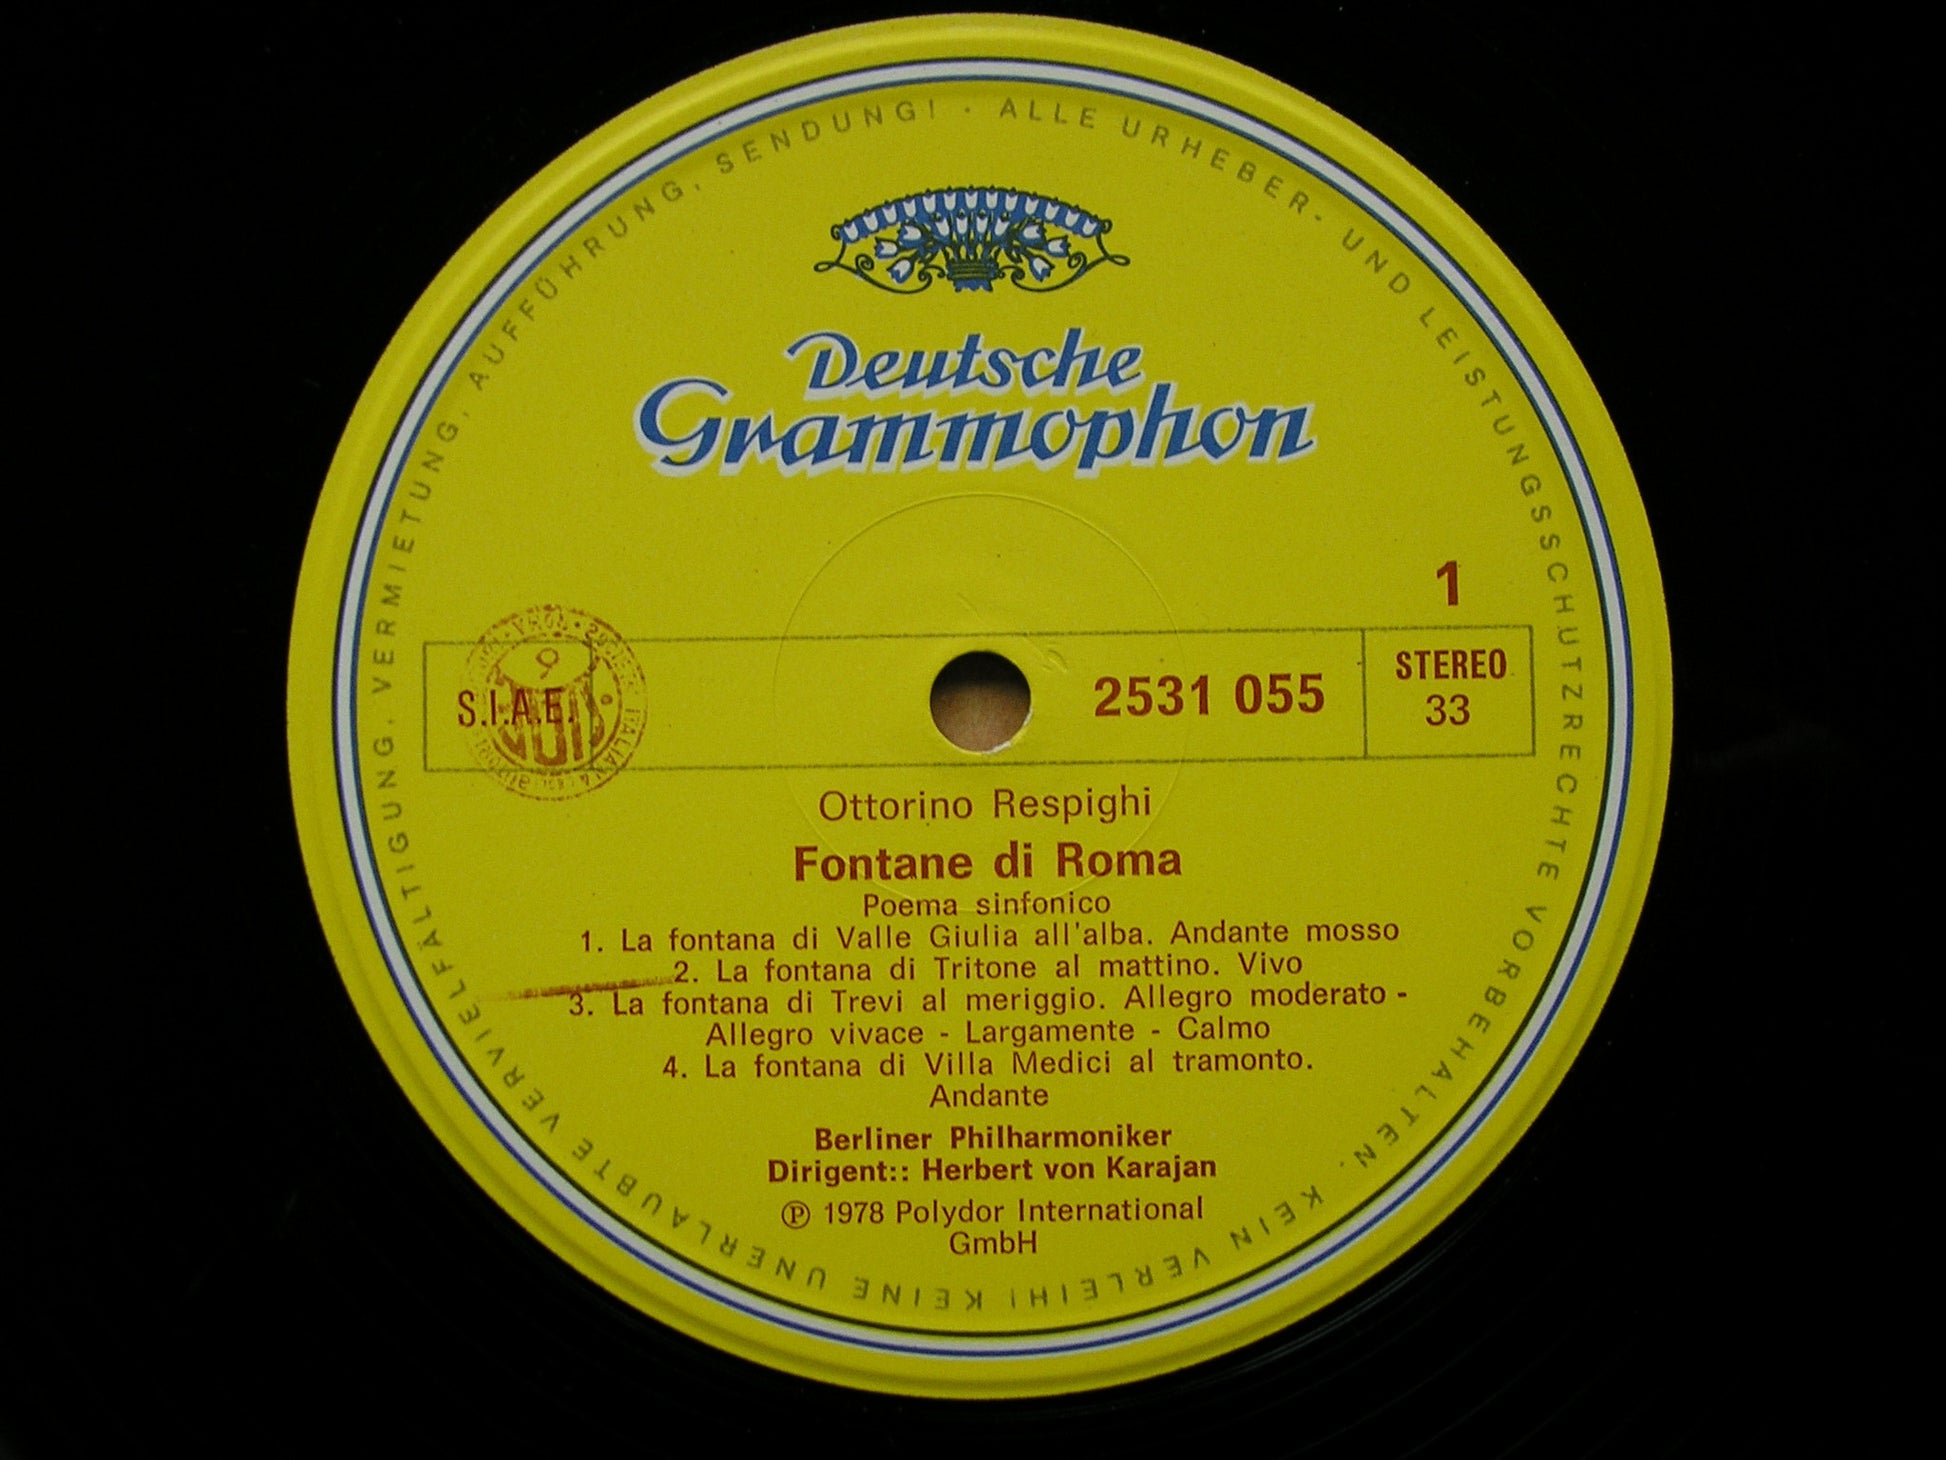 ALLE URHEBER- UND LEISTUNGSSCHUTZRECHTE VORBEHALTEN. KEIN VERLEIH! KEINE UNERLAUBTE VERVIELFÄLTIGUNG, VERMIETUNG, AUFFÜHRUNG, SENDUNG! ·
Deutsche
Grammophon
1
S.I.A.E.
9
2531 055
STEREO
33
Ottorino Respighi
Fontane di Roma
Poema sinfonico
1. La fontana di Valle Giulia all'alba. Andante mosso
2. La fontana di Tritone al mattino. Vivo
3. La fontana di Trevi al meriggio. Allegro moderato -
Allegro vivace - Largamente - Calmo
4. La fontana di Villa Medici al tramonto.
Andante
Berliner Philharmoniker
Dirigent:: Herbert von Karajan
℗ 1978 Polydor International
GmbH